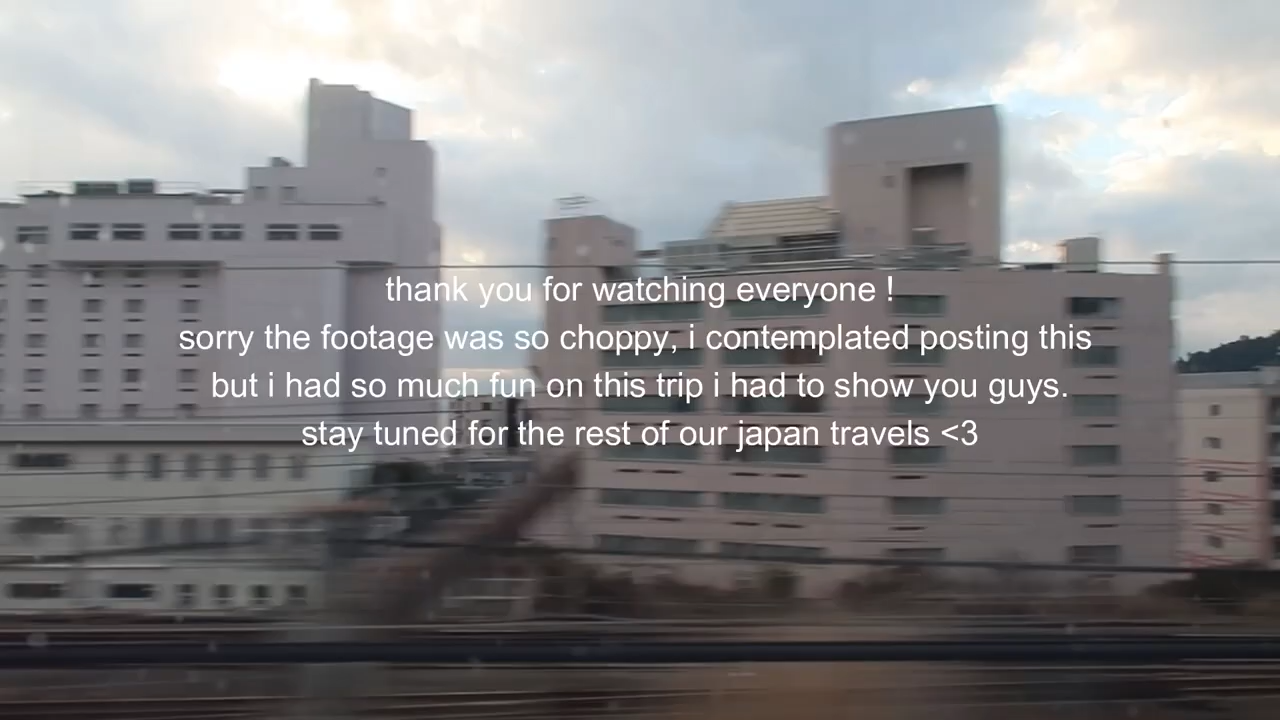 thank you for watching everyone !
sorry the footage was so choppy, i contemplated posting this
but i had so much fun on this trip i had to show you guys.
stay tuned for the rest of our japan travels <3